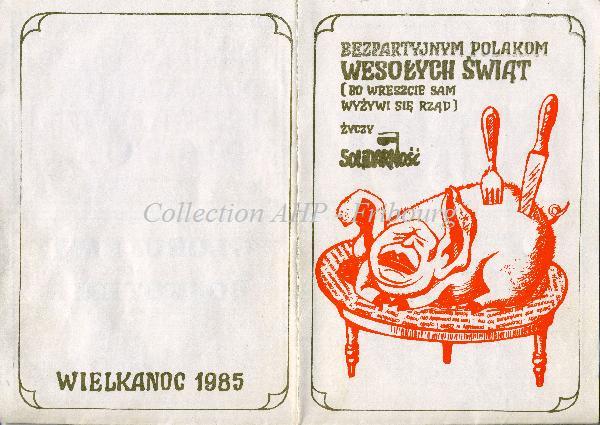 BEZPARTYJNYM POLAKOM
WESOŁYCH ŚWIĄT
(BO WRESZCIE SAM
WYŻYWI SIĘ RZĄD)
ŻYCZY
SOLIDARNOŚĆ
Collection AHP - Fribourg
WIELKANOC 1985